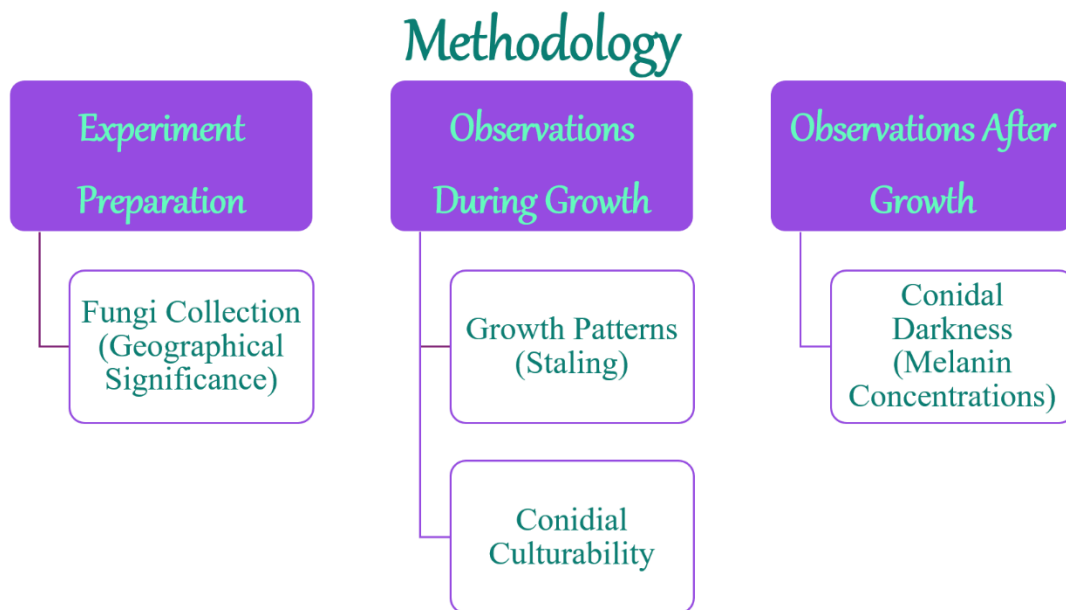 Methodology
Experiment
Preparation
Fungi Collection
(Geographical
Significance)
Observations
During Growth
Growth Patterns
(Staling)
Conidial
Culturability
Observations After
Growth
Conidal
Darkness
(Melanin
Concentrations)